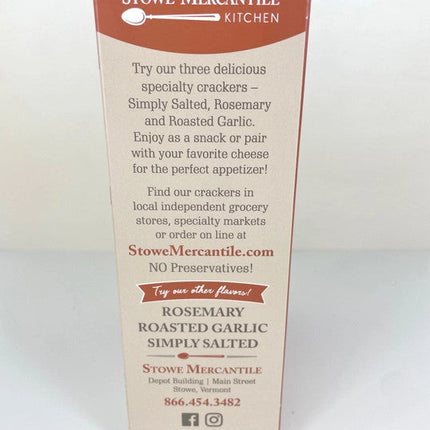 STOWE MERCANTILE
KITCHEN
Try our three delicious
specialty crackers –
Simply Salted, Rosemary
and Roasted Garlic.
Enjoy as a snack or pair
with your favorite cheese
for the perfect appetizer!
Find our crackers in
local independent grocery
stores, specialty markets
or order on line at
StoweMercantile.com
NO Preservatives!
Try our other flavors!
ROSEMARY
ROASTED GARLIC
SIMPLY SALTED
STOWE MERCANTILE
Depot Building | Main Street
Stowe, Vermont
866.454.3482